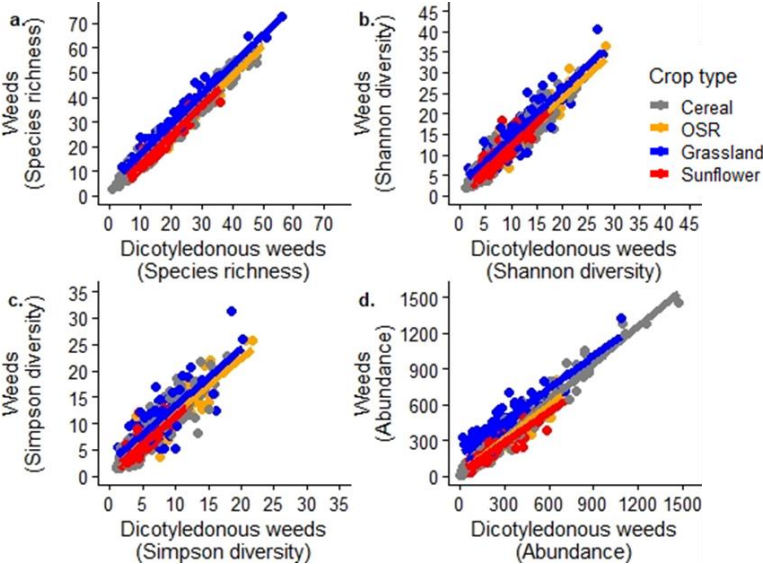 a.
Weeds
(Species richness)
70
60
50
40
30
20
10
0
0 10 20 30 40 50 60 70
Dicotyledonous weeds
(Species richness)
b.
Weeds
(Shannon diversity)
45
40
35
30
25
20
15
10
5
0
0 5 10 15 20 25 30 35 40 45
Dicotyledonous weeds
(Shannon diversity)
Crop type
Cereal
OSR
Grassland
Sunflower
c.
Weeds
(Simpson diversity)
35
30
25
20
15
10
5
0
0 5 10 15 20 25 30 35
Dicotyledonous weeds
(Simpson diversity)
d.
Weeds
(Abundance)
1500
1200
900
600
300
0
0 300 600 900 1200 1500
Dicotyledonous weeds
(Abundance)